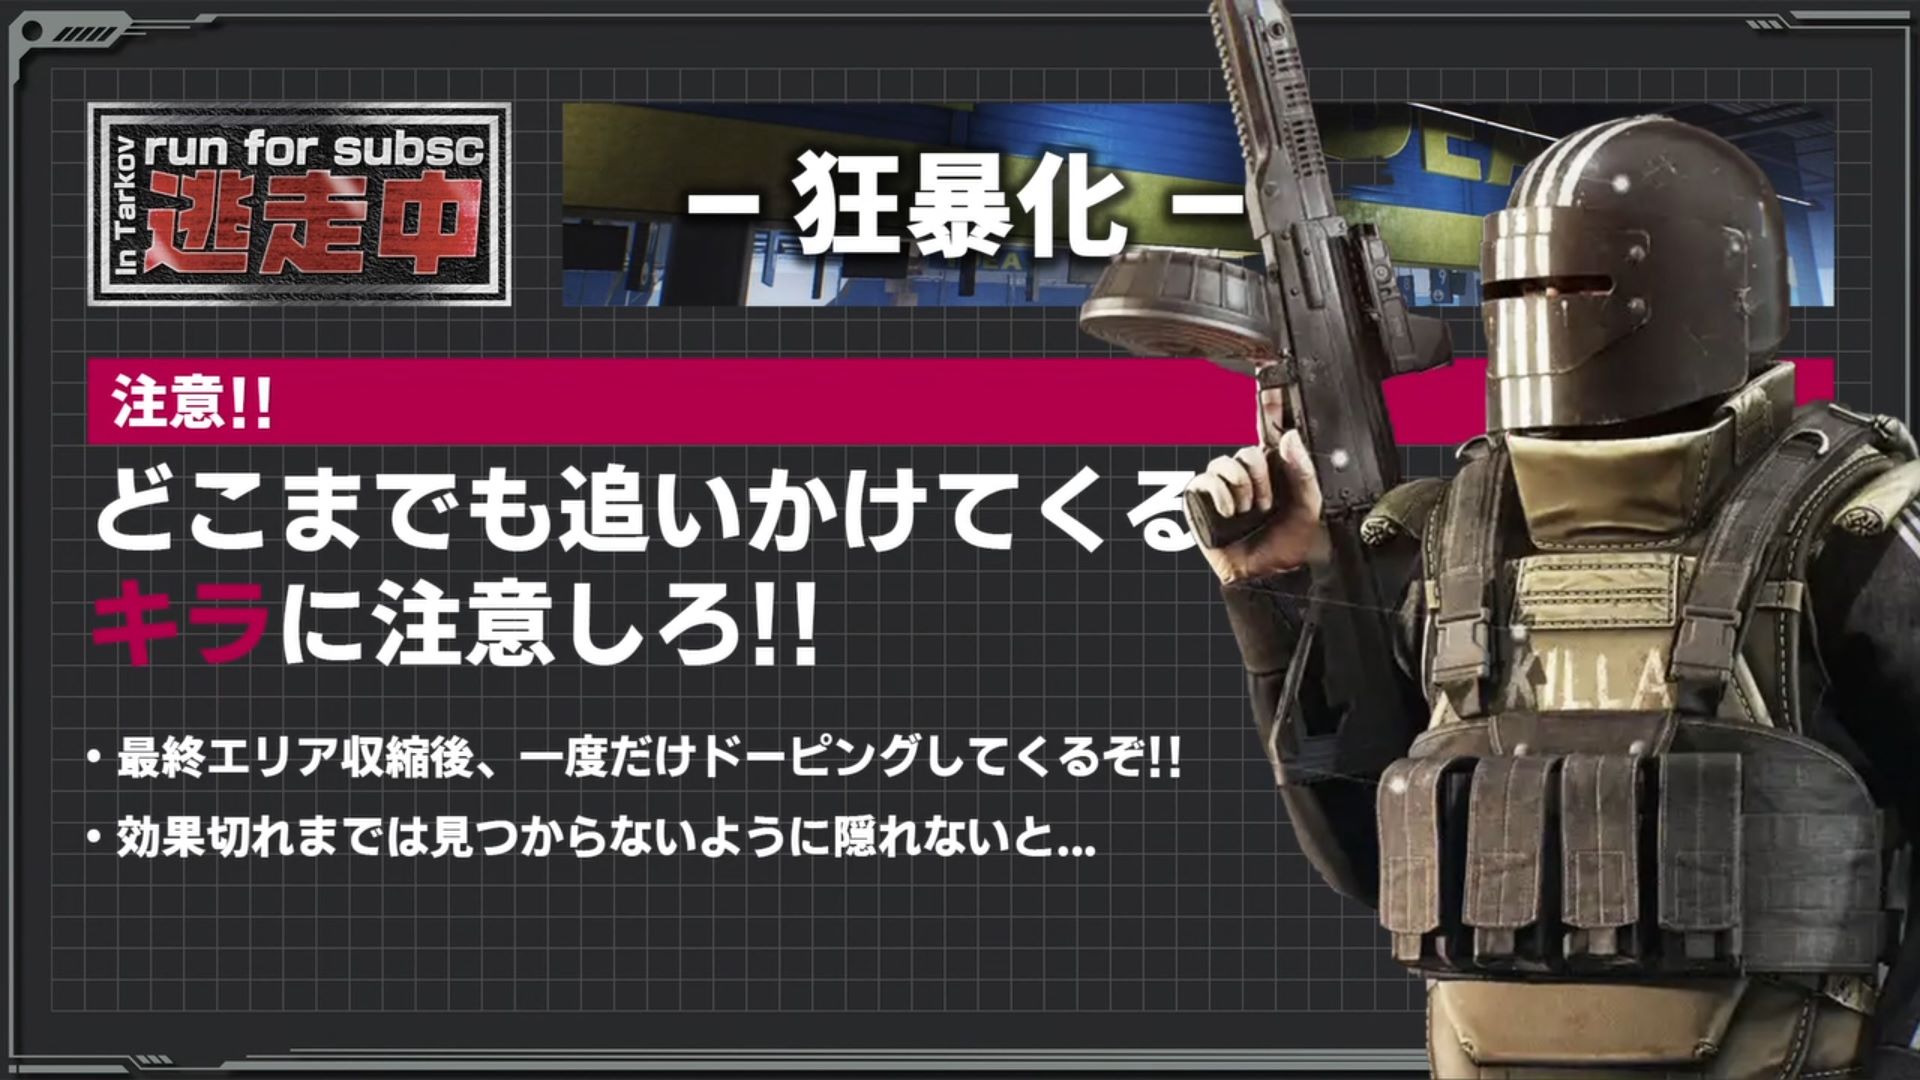 run for subsc
In Tarkov
逃走中
– 狂暴化 –
注意!!
どこまでも追いかけてくる
キラに注意しろ!!
KILLA
・最終エリア収縮後、一度だけドーピングしてくるぞ!!
・効果切れまでは見つからないように隠れないと...